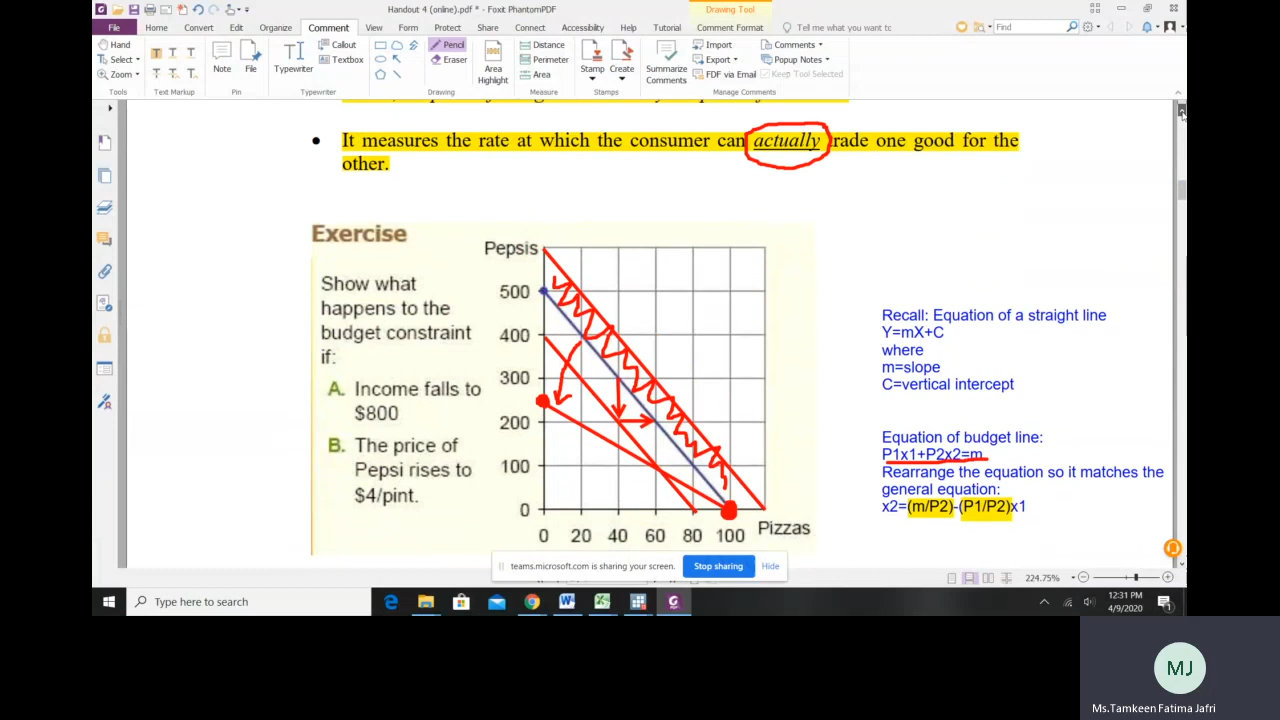 Handout 4 (online).pdf * - Foxit PhantomPDF
Drawing Tool
File Home Convert Edit Organize Comment View Form Protect Share Connect Accessibility Help Tutorial Comment Format Tell me what you want tc Find
Hand
Select
Zoom
Tools
Text Markup
Note
File
Pin
Typewriter
Callout
Textbox
Typewriter
Pencil
Eraser
Drawing
Area
Highlight
Distance
Perimeter
Area
Measure
Stamp
Create
Stamps
Summarize
Comments
Import
Export
FDF via Email
Comments
Popup Notes
Keep Tool Selected
Manage Comments
• It measures the rate at which the consumer can actually rade one good for the
other.
Exercise
Show what
happens to the
budget constraint
if:
A. Income falls to
$800
B. The price of
Pepsi rises to
$4/pint.
Pepsis
500
400
300
200
100
0
0 20 40 60 80 100
Pizzas
Recall: Equation of a straight line
Y=mX+C
where
m=slope
C=vertical intercept
Equation of budget line:
P1x1+P2x2=m
Rearrange the equation so it matches the
general equation:
x2=(m/P2)-(P1/P2)x1
teams.microsoft.com is sharing your screen. Stop sharing Hide
224.75%
Type here to search
12:31 PM
4/9/2020
MJ
Ms.Tamkeen Fatima Jafri